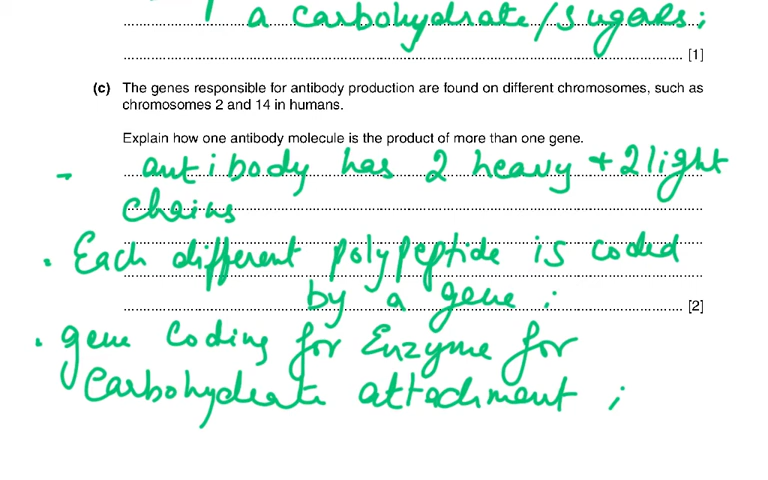 a carbohydrate/sugars;
[1]
(c) The genes responsible for antibody production are found on different chromosomes, such as
chromosomes 2 and 14 in humans.
Explain how one antibody molecule is the product of more than one gene.
- antibody has 2 heavy + 2 light
chains
. Each different polypeptide is coded
by a gene ;
[2]
. gene coding for Enzyme for
Carbohydrate attachment ;